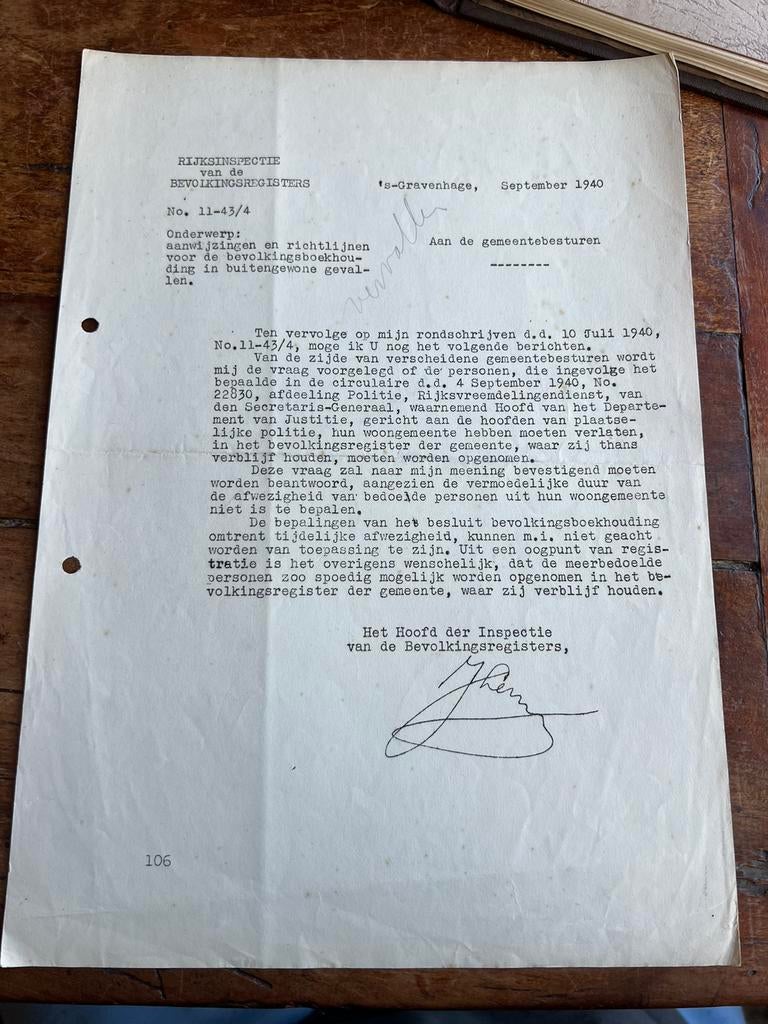 RIJKSINSPECTIE
van de
BEVOLKINGSREGISTERS
's-Gravenhage, September 1940
No. 11-43/4
Onderwerp:
aanwijzingen en richtlijnen
voor de bevolkingsboekhou-
ding in buitengewone geval-
len.
Aan de gemeentebesturen
--------
vervallen
Ten vervolge op mijn rondschrijven d.d. 10 Juli 1940,
No.11-43/4, moge ik U nog het volgende berichten.
Van de zijde van verscheidene gemeentebesturen wordt
mij de vraag voorgelegd of de personen, die ingevolge het
bepaalde in de circulaire d.d. 4 September 1940, No.
22830, afdeeling Politie, Rijksvreemdelingendienst, van
den Secretaris-Generaal, waarnemend Hoofd van het Departe-
ment van Justitie, gericht aan de hoofden van plaatse-
lijke politie, hun woongemeente hebben moeten verlaten,
in het bevolkingsregister der gemeente, waar zij thans
verblijf houden, moeten worden opgenomen.
Deze vraag zal naar mijn meening bevestigend moeten
worden beantwoord, aangezien de vermoedelijke duur van
de afwezigheid van bedoelde personen uit hun woongemeente
niet is te bepalen.
De bepalingen van het besluit bevolkingsboekhouding
omtrent tijdelijke afwezigheid, kunnen m.i. niet geacht
worden van toepassing te zijn. Uit een oogpunt van regis-
tratie is het overigens wenschelijk, dat de meerbedoelde
personen zoo spoedig mogelijk worden opgenomen in het be-
volkingsregister der gemeente, waar zij verblijf houden.
Het Hoofd der Inspectie
van de Bevolkingsregisters,
106